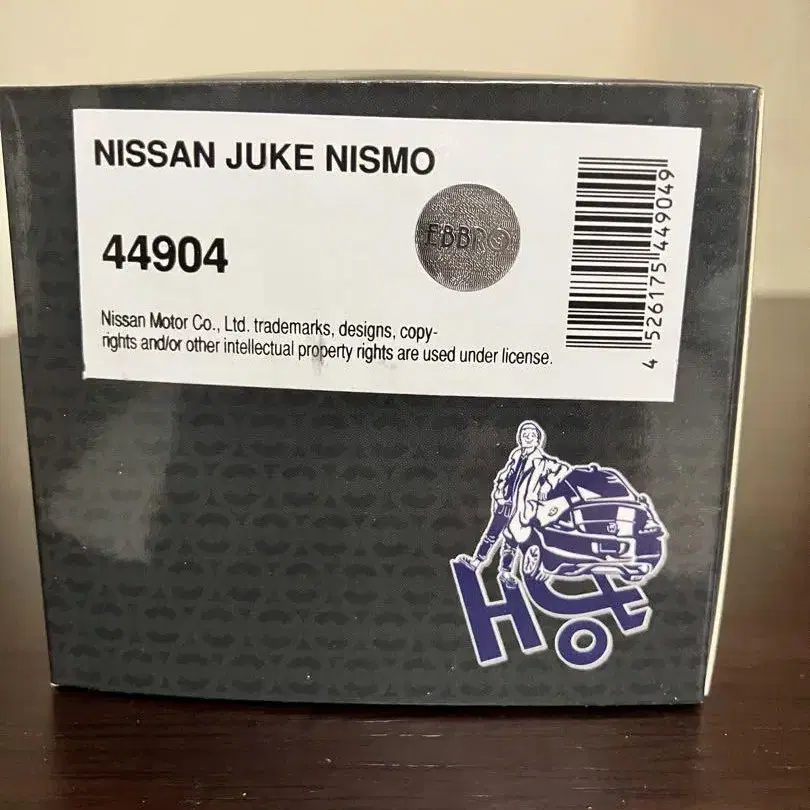 NISSAN JUKE NISMO
EBBRO
44904
Nissan Motor Co., Ltd. trademarks, designs, copy-
rights and/or other intellectual property rights are used under license.
4 526175 449049